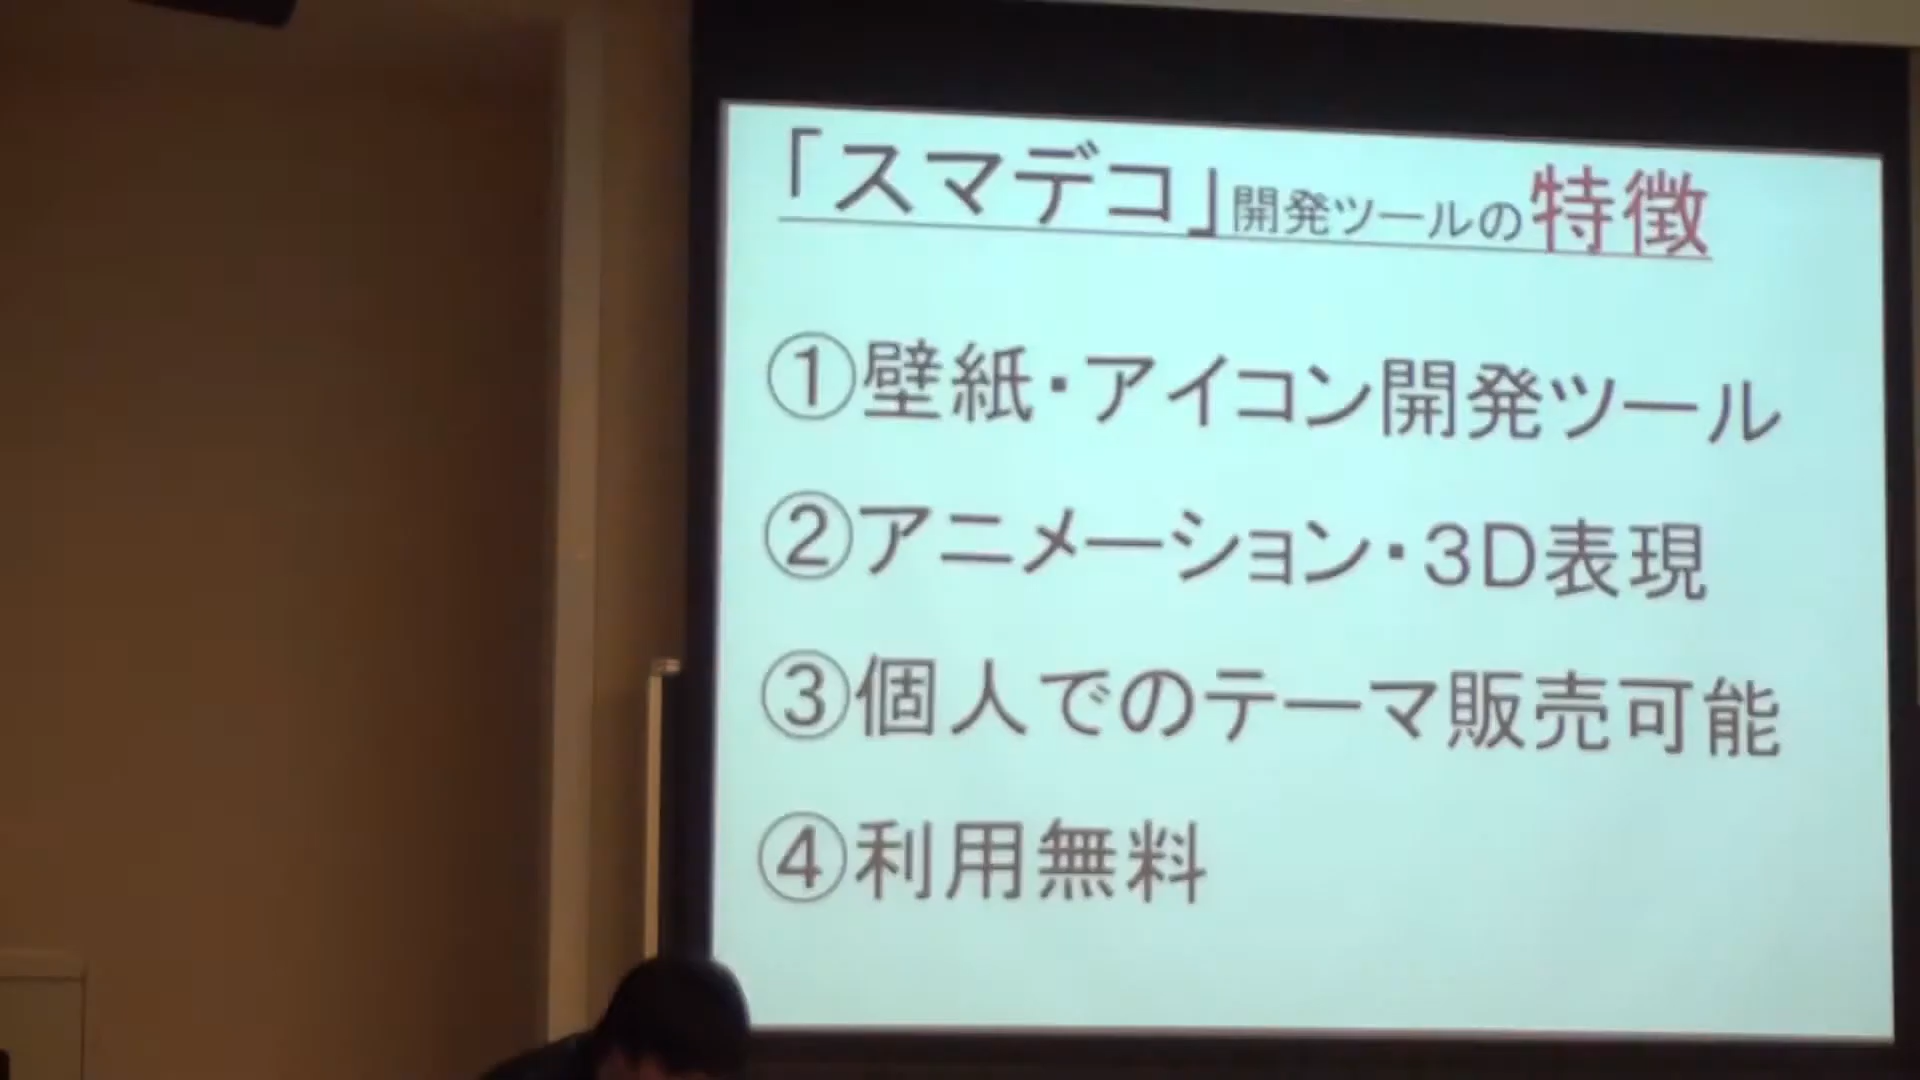 「スマデコ」開発ツールの特徴
①壁紙・アイコン開発ツール
②アニメーション・3D表現
③個人でのテーマ販売可能
④利用無料